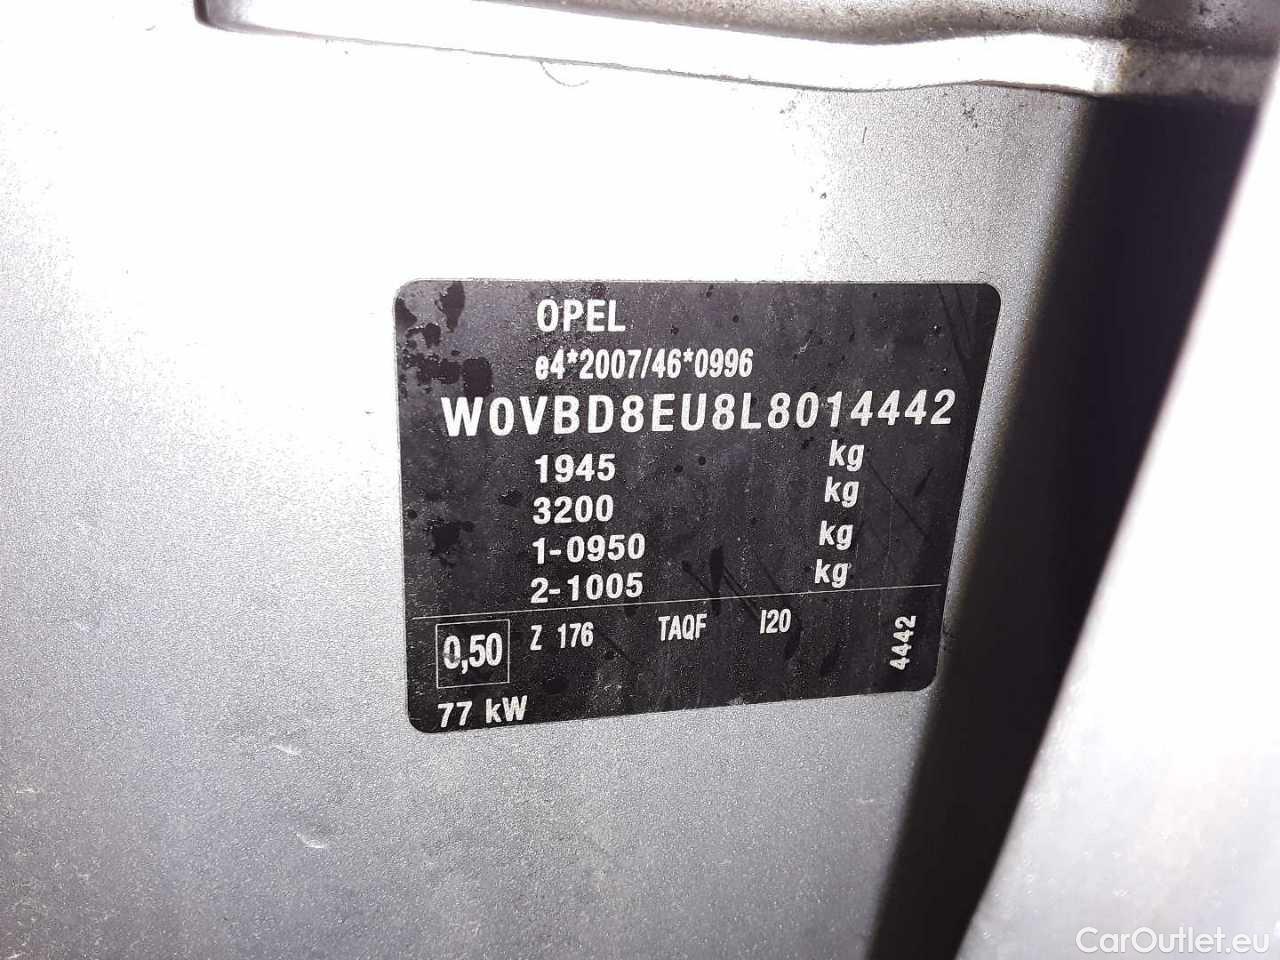 OPEL
e4*2007/46*0996
W0VBD8EU8L8014442
1945 kg
3200 kg
1-0950 kg
2-1005 kg
0,50 Z 176 TAQF I20 4442
77 kW
CarOutlet.eu